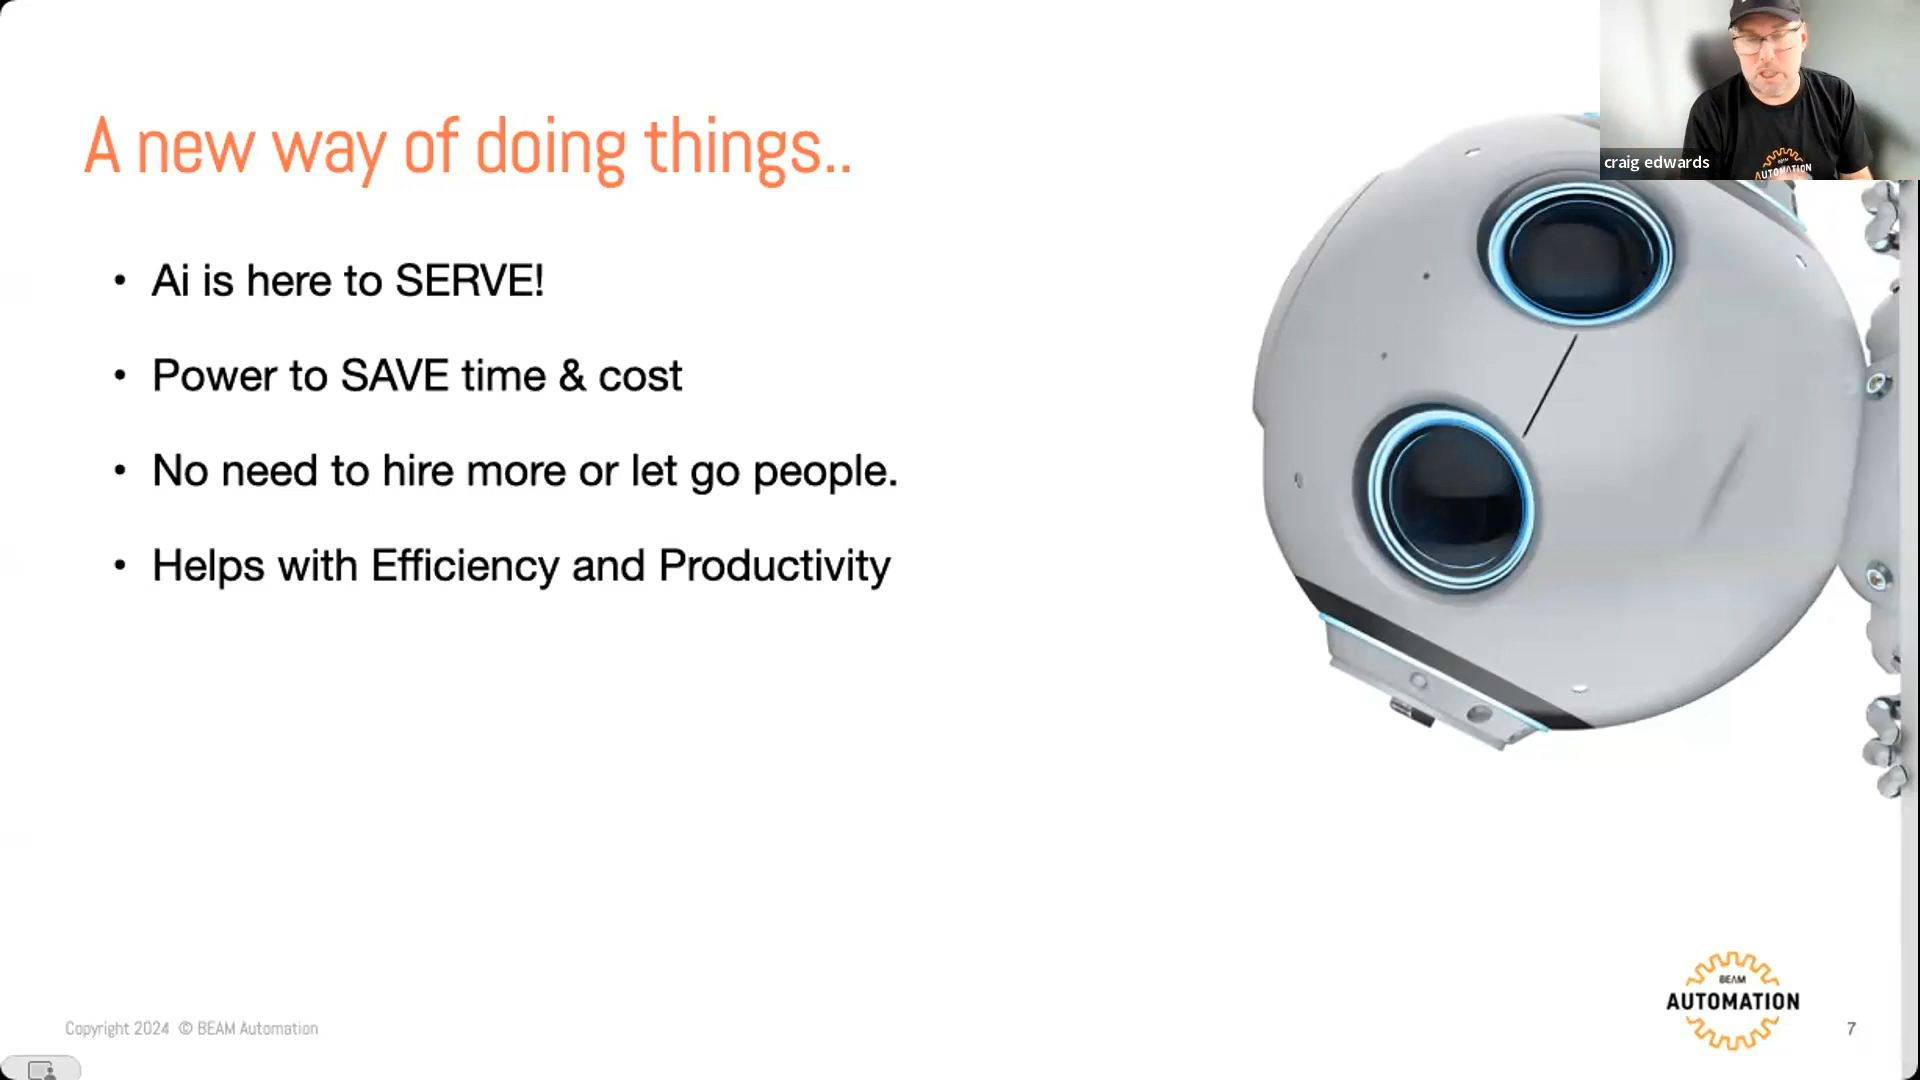 craig edwards
BEAM
AUTOMATION
A new way of doing things..
• Ai is here to SERVE!
• Power to SAVE time & cost
• No need to hire more or let go people.
• Helps with Efficiency and Productivity
BEAM
AUTOMATION
Copyright 2024 © BEAM Automation
7